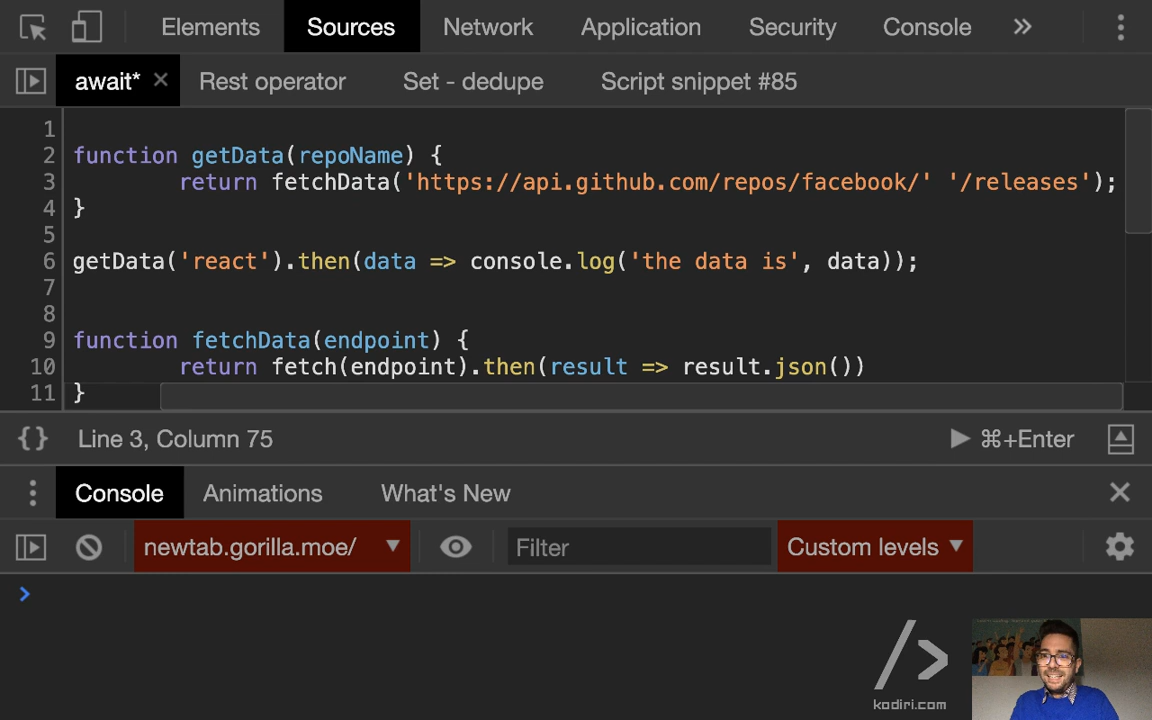 Elements Sources Network Application Security Console »
await* × Rest operator Set - dedupe Script snippet #85
1
2 function getData(repoName) {
3 return fetchData('https://api.github.com/repos/facebook/' '/releases');
4 }
5
6 getData('react').then(data => console.log('the data is', data));
7
8
9 function fetchData(endpoint) {
10 return fetch(endpoint).then(result => result.json())
11 }
{} Line 3, Column 75 ⌘+Enter
Console Animations What's New
newtab.gorilla.moe/ Filter Custom levels
>
/>
kodiri.com